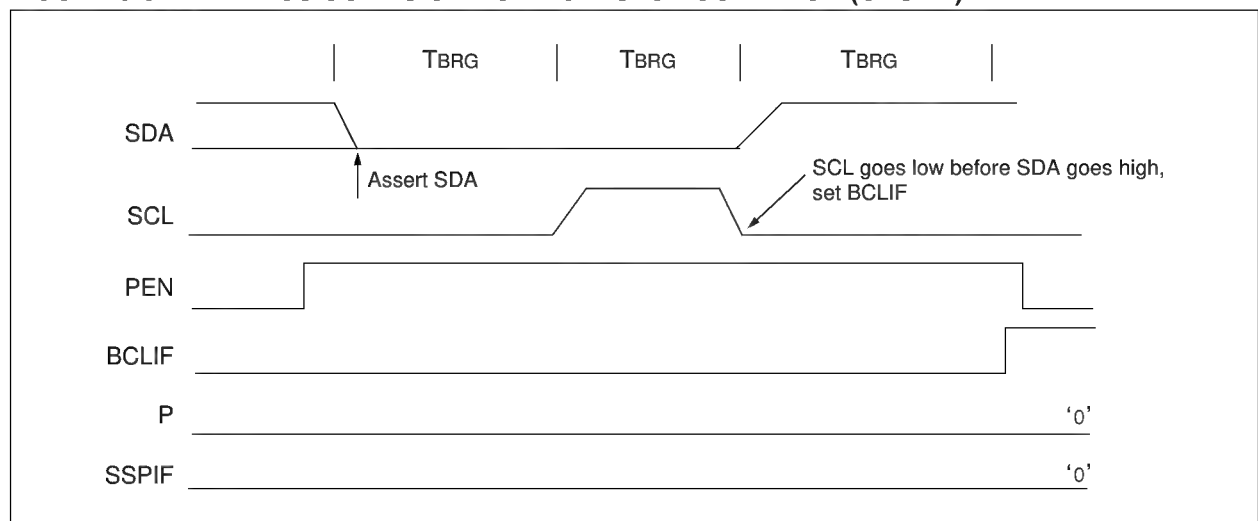 TBRG TBRG TBRG
SDA
Assert SDA
SCL goes low before SDA goes high,
set BCLIF
SCL
PEN
BCLIF
P
'0'
SSPIF
'0'